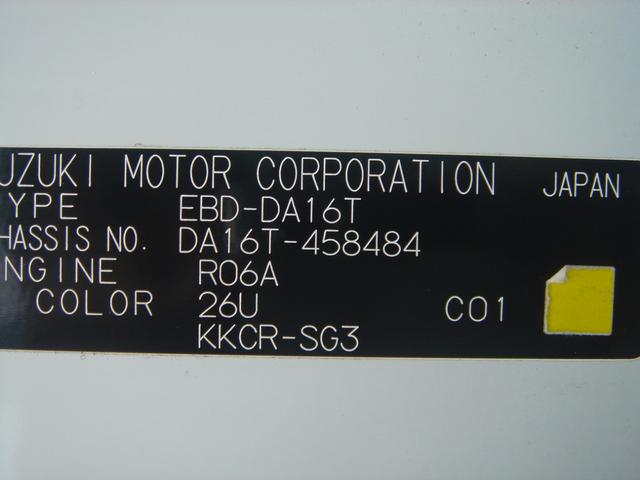 UZUKI MOTOR CORPORATION JAPAN
YPE EBD-DA16T
HASSIS NO. DA16T-458484
NGINE R06A
COLOR 26U C01
KKCR-SG3